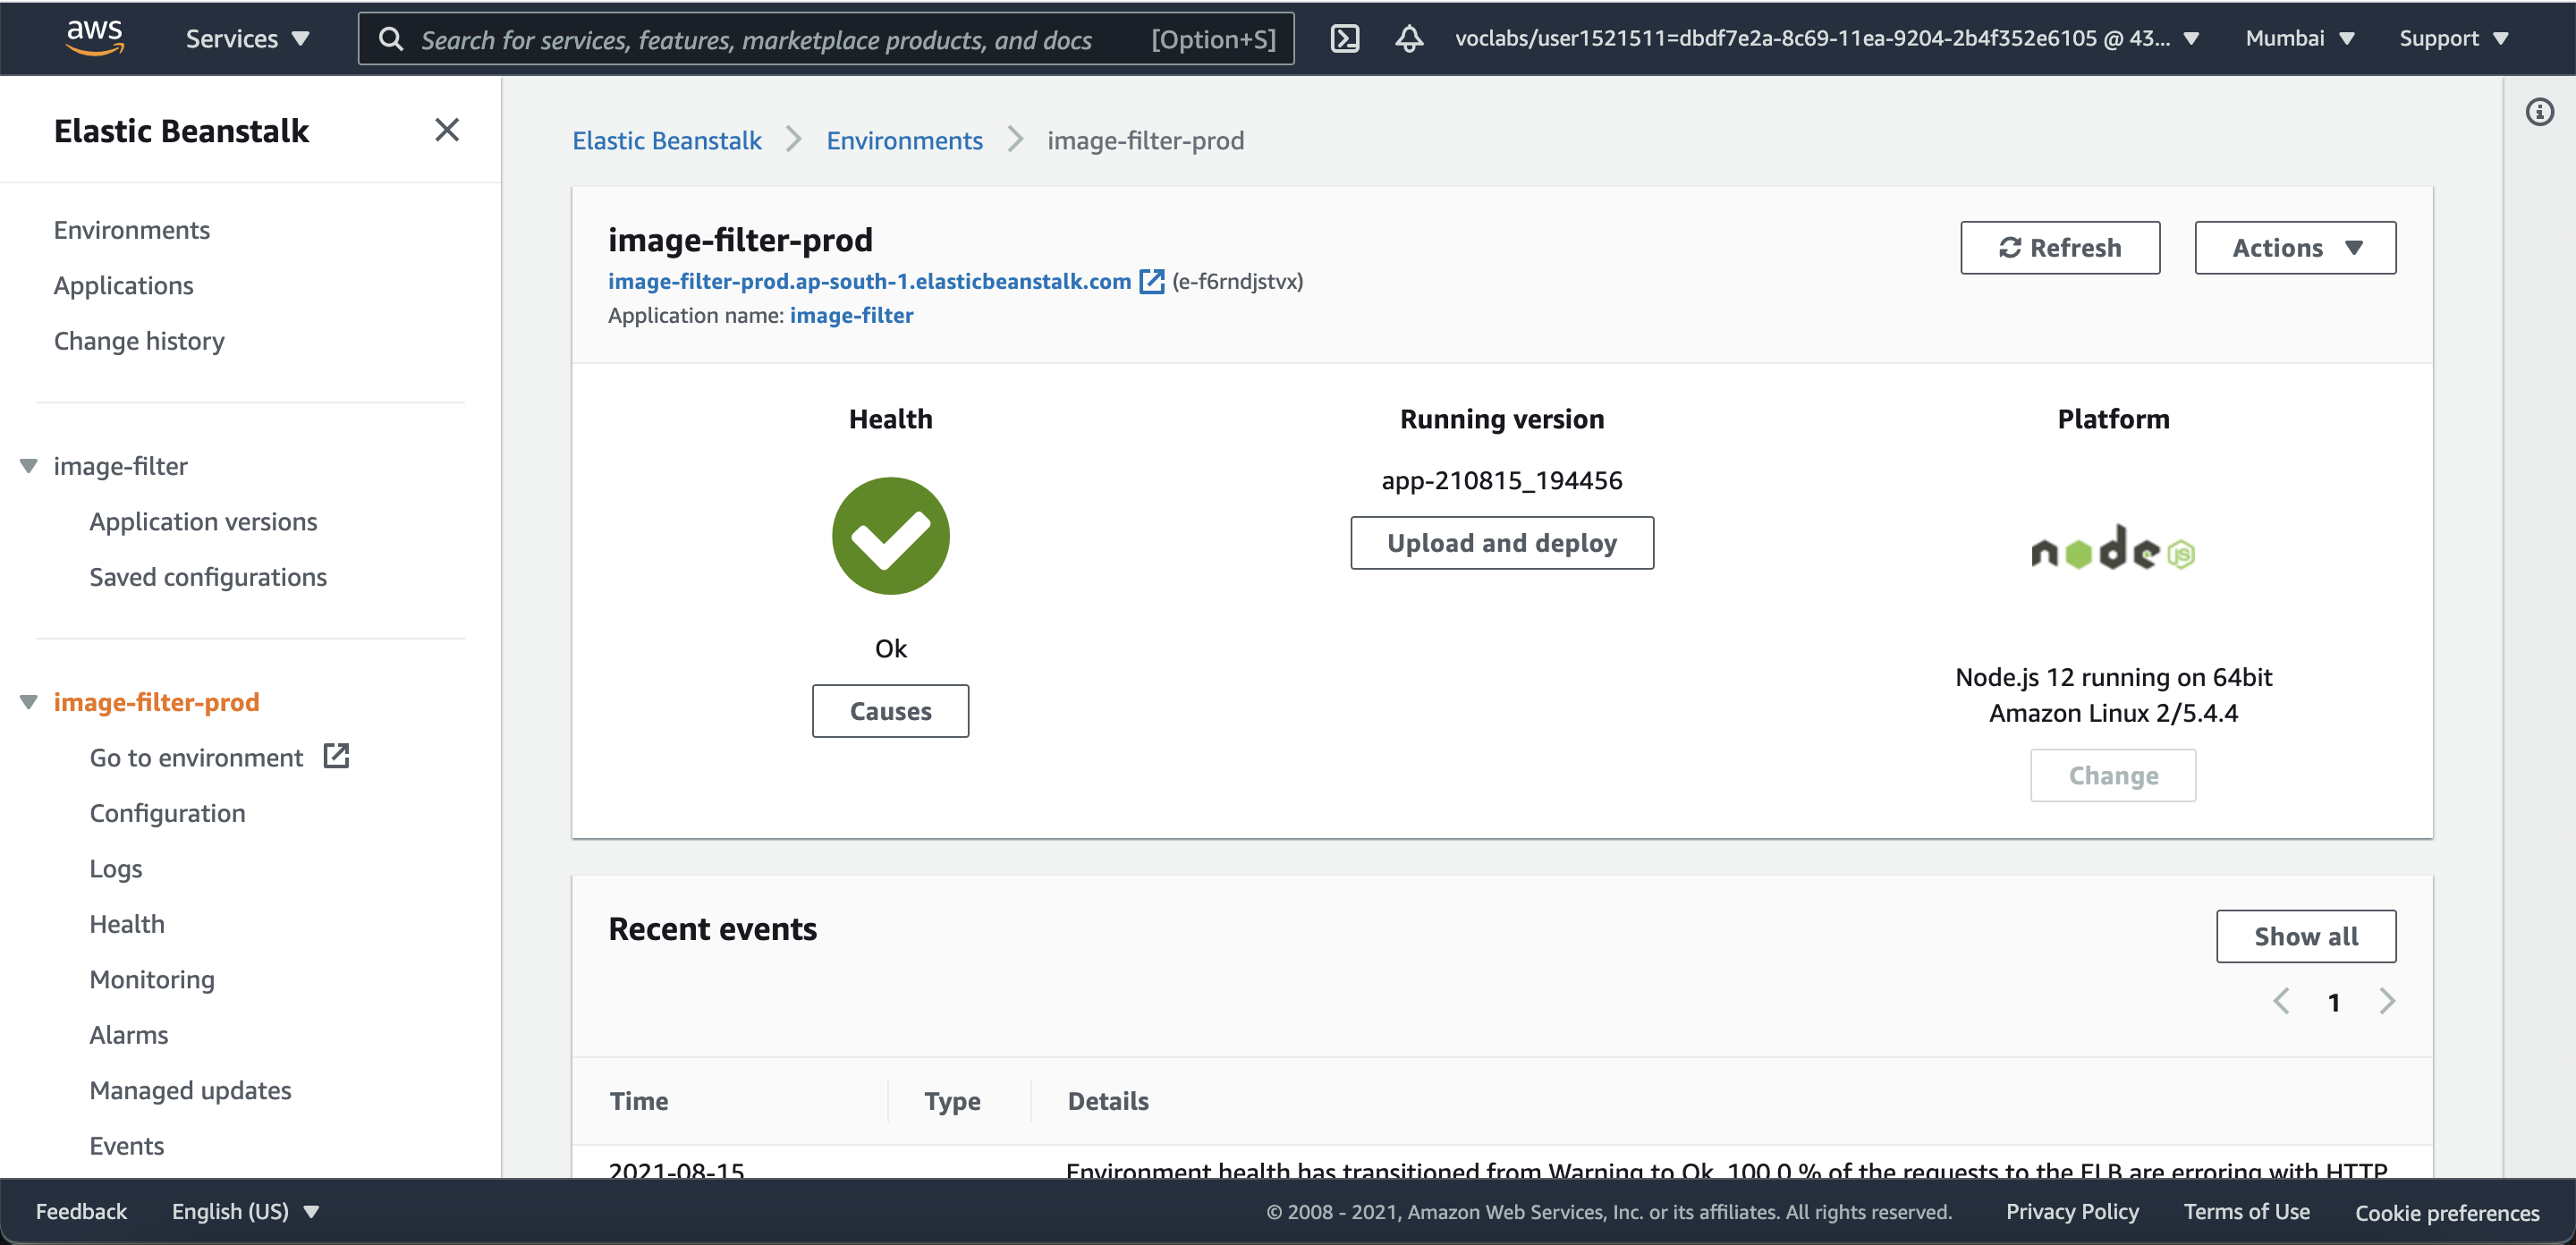 aws
Services
Search for services, features, marketplace products, and docs [Option+S]
voclabs/user1521511=dbdf7e2a-8c69-11ea-9204-2b4f352e6105 @ 43...
Mumbai
Support
Elastic Beanstalk
Environments
Applications
Change history
image-filter
Application versions
Saved configurations
image-filter-prod
Go to environment
Configuration
Logs
Health
Monitoring
Alarms
Managed updates
Events
Elastic Beanstalk
Environments
image-filter-prod
image-filter-prod
image-filter-prod.ap-south-1.elasticbeanstalk.com (e-f6rndjstvx)
Application name: image-filter
Refresh
Actions
Health
Ok
Causes
Running version
app-210815_194456
Upload and deploy
Platform
node JS
Node.js 12 running on 64bit
Amazon Linux 2/5.4.4
Change
Recent events
Show all
1
Time
Type
Details
2021-08-15
Environment health has transitioned from Warning to Ok. 100.0 % of the requests to the ELB are erroring with HTTP
Feedback
English (US)
© 2008 - 2021, Amazon Web Services, Inc. or its affiliates. All rights reserved.
Privacy Policy
Terms of Use
Cookie preferences